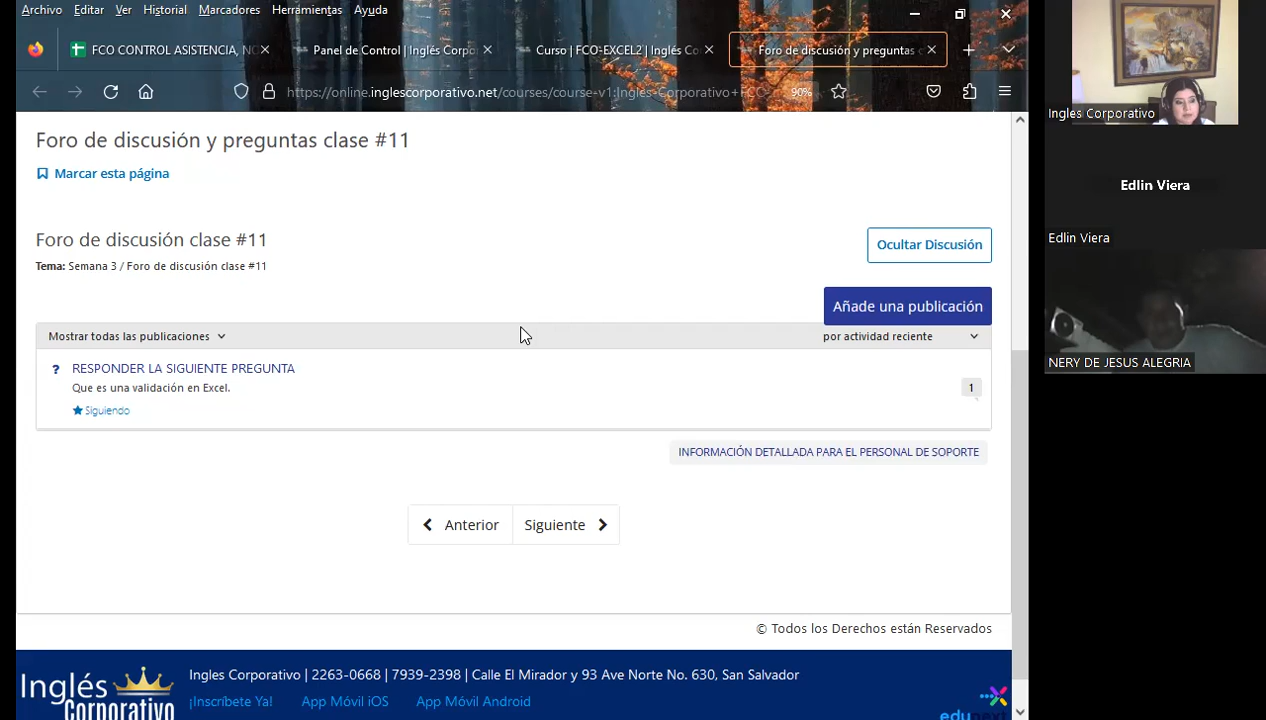 Archivo Editar Ver Historial Marcadores Herramientas Ayuda
FCO CONTROL ASISTENCIA, NO
Panel de Control | Inglés Corpor
Curso | FCO-EXCEL2 | Inglés Co
Foro de discusión y preguntas c
https://online.inglescorporativo.net/courses/course-v1:Ingles-Corporativo+FCO-
90%
Foro de discusión y preguntas clase #11
Marcar esta página
Foro de discusión clase #11
Ocultar Discusión
Tema: Semana 3 / Foro de discusión clase #11
Añade una publicación
Mostrar todas las publicaciones
por actividad reciente
? RESPONDER LA SIGUIENTE PREGUNTA
Que es una validación en Excel.
1
Siguiendo
INFORMACIÓN DETALLADA PARA EL PERSONAL DE SOPORTE
Anterior
Siguiente
© Todos los Derechos están Reservados
Inglés Corporativo
Ingles Corporativo | 2263-0668 | 7939-2398 | Calle El Mirador y 93 Ave Norte No. 630, San Salvador
¡Inscríbete Ya! App Móvil iOS App Móvil Android
edunext
Ingles Corporativo
Edlin Viera
Edlin Viera
NERY DE JESUS ALEGRIA